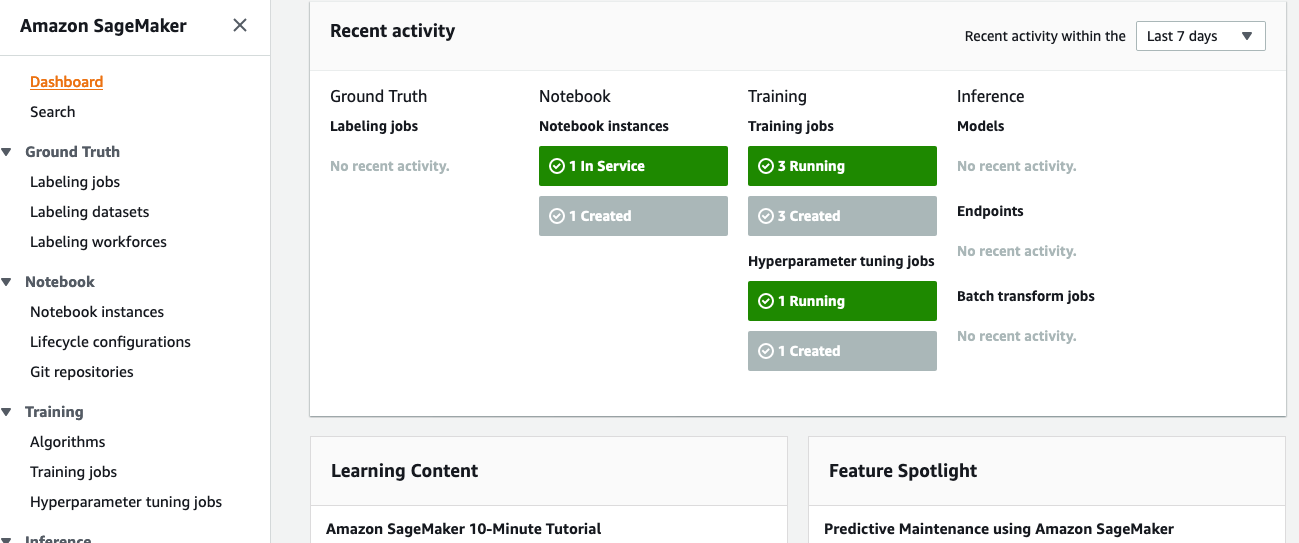 Amazon SageMaker
Dashboard
Search
Ground Truth
Labeling jobs
Labeling datasets
Labeling workforces
Notebook
Notebook instances
Lifecycle configurations
Git repositories
Training
Algorithms
Training jobs
Hyperparameter tuning jobs
Inference
Recent activity
Recent activity within the Last 7 days
Ground Truth
Labeling jobs
No recent activity.
Notebook
Notebook instances
1 In Service
1 Created
Training
Training jobs
3 Running
3 Created
Hyperparameter tuning jobs
1 Running
1 Created
Inference
Models
No recent activity.
Endpoints
No recent activity.
Batch transform jobs
No recent activity.
Learning Content
Amazon SageMaker 10-Minute Tutorial
Feature Spotlight
Predictive Maintenance using Amazon SageMaker